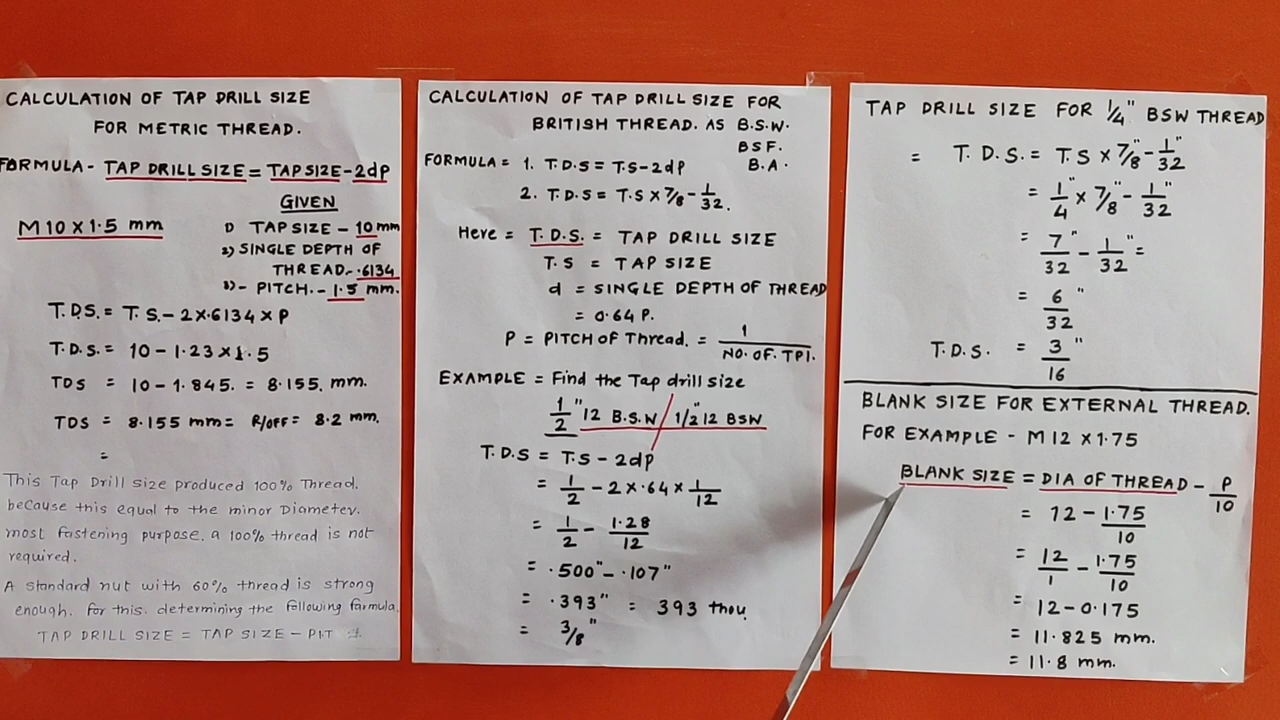 CALCULATION OF TAP DRILL SIZE
FOR METRIC THREAD.
FORMULA - TAP DRILL SIZE = TAP SIZE - 2dP
GIVEN
M10 X 1.5 mm
1) TAP SIZE - 10 mm
2) SINGLE DEPTH OF
THREAD - .6134
3) - PITCH. - 1.5 mm.
T.D.S. = T.S. - 2 X .6134 X P
T.D.S. = 10 - 1.23 X 1.5
TDS = 10 - 1.845. = 8.155. mm.
TDS = 8.155 mm = R/OFF = 8.2 mm.
=
This Tap Drill size produced 100% Thread.
because this equal to the minor Diameter.
most fastening purpose. a 100% thread is not
required.
A standard nut with 60% thread is strong
enough. for this. determining the following farmula.
TAP DRILL SIZE = TAP SIZE - PIT
CALCULATION OF TAP DRILL SIZE FOR
BRITISH THREAD. AS B.S.W.
BSF.
B.A.
FORMULA = 1. T.D.S = T.S - 2dP
2. T.D.S = T.S X 7/8 - 1/32.
Here = T.D.S. = TAP DRILL SIZE
T.S = TAP SIZE
d = SINGLE DEPTH OF THREAD
= 0.64 P.
P = PITCH OF Thread. = 1/NO. OF TPI.
EXAMPLE = Find the Tap drill size
1/2" 12 B.S.W / 1/2" 12 BSW
T.D.S = T.S - 2dP
= 1/2 - 2 X .64 X 1/12
= 1/2 - 1.28/12
= .500" - .107"
= .393" = 393 thou
= 3/8"
TAP DRILL SIZE FOR 1/4" BSW THREAD
= T.D.S. = T.S X 7/8" - 1/32"
= 1/4" X 7/8" - 1/32"
= 7/32" - 1/32" =
= 6/32"
T.D.S. = 3/16"
BLANK SIZE FOR EXTERNAL THREAD.
FOR EXAMPLE - M12 X 1.75
BLANK SIZE = DIA OF THREAD - P/10
= 12 - 1.75/10
= 12/1 - 1.75/10
= 12 - 0.175
= 11.825 mm.
= 11.8 mm.